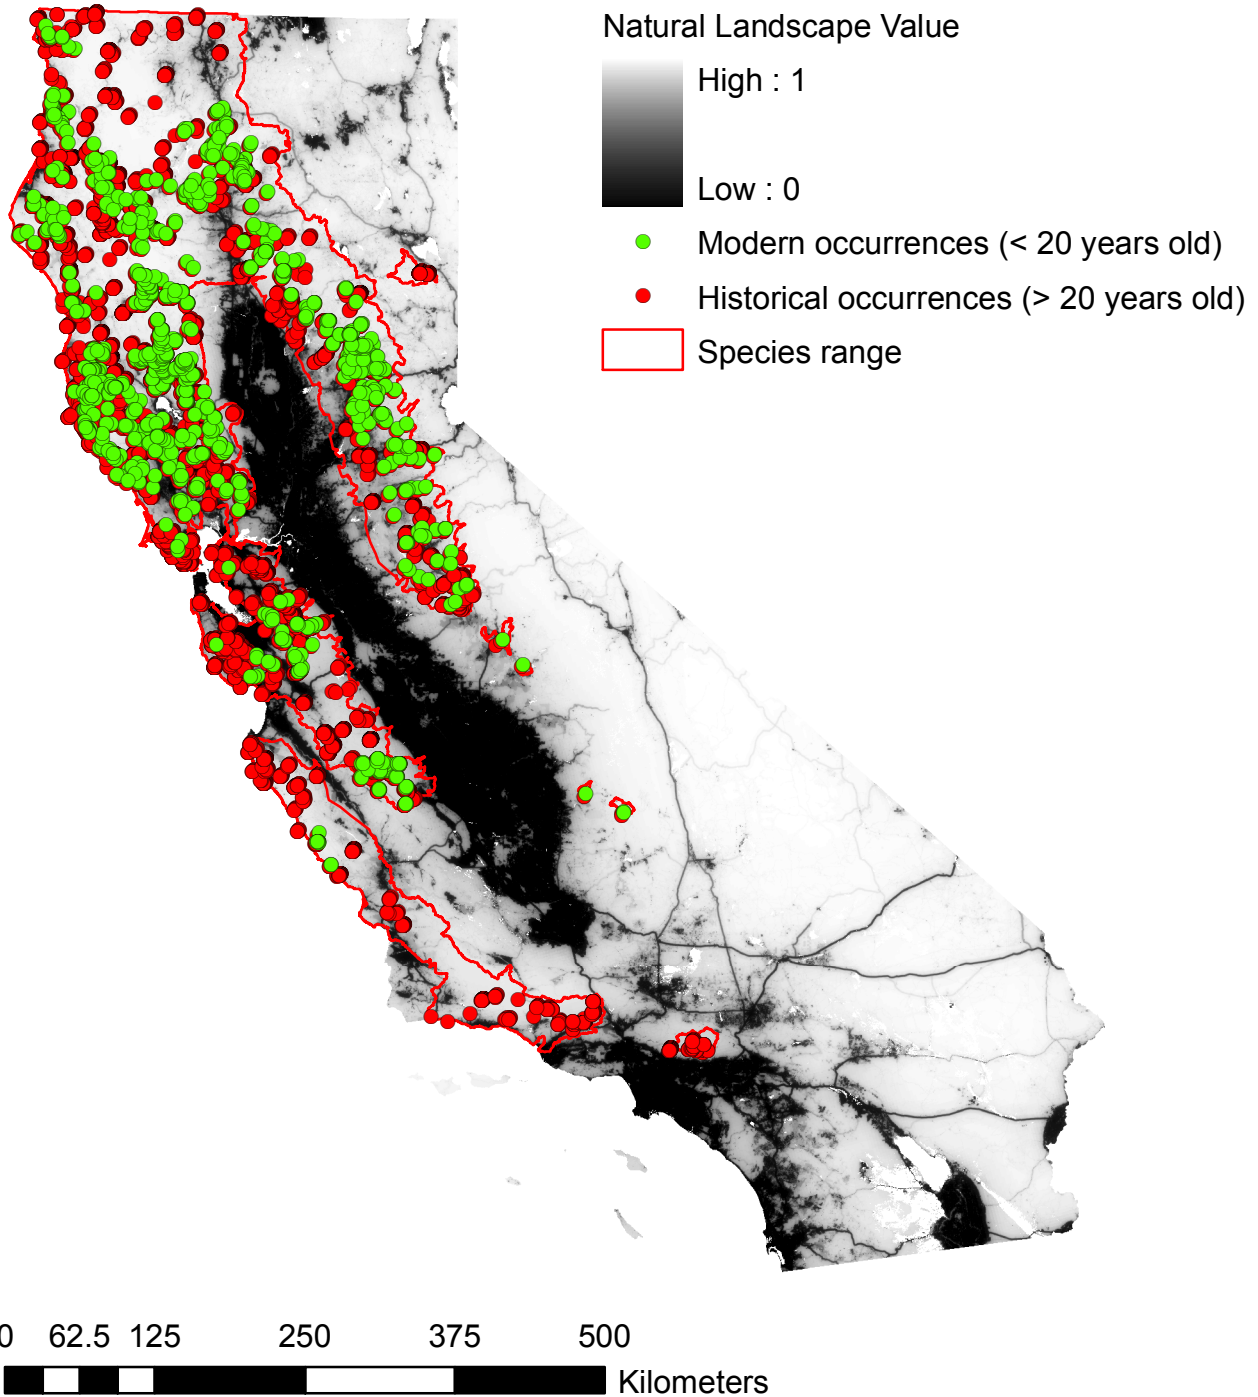 Natural Landscape Value
High : 1
Low : 0
Modern occurrences (< 20 years old)
Historical occurrences (> 20 years old)
Species range
0 62.5 125 250 375 500
Kilometers